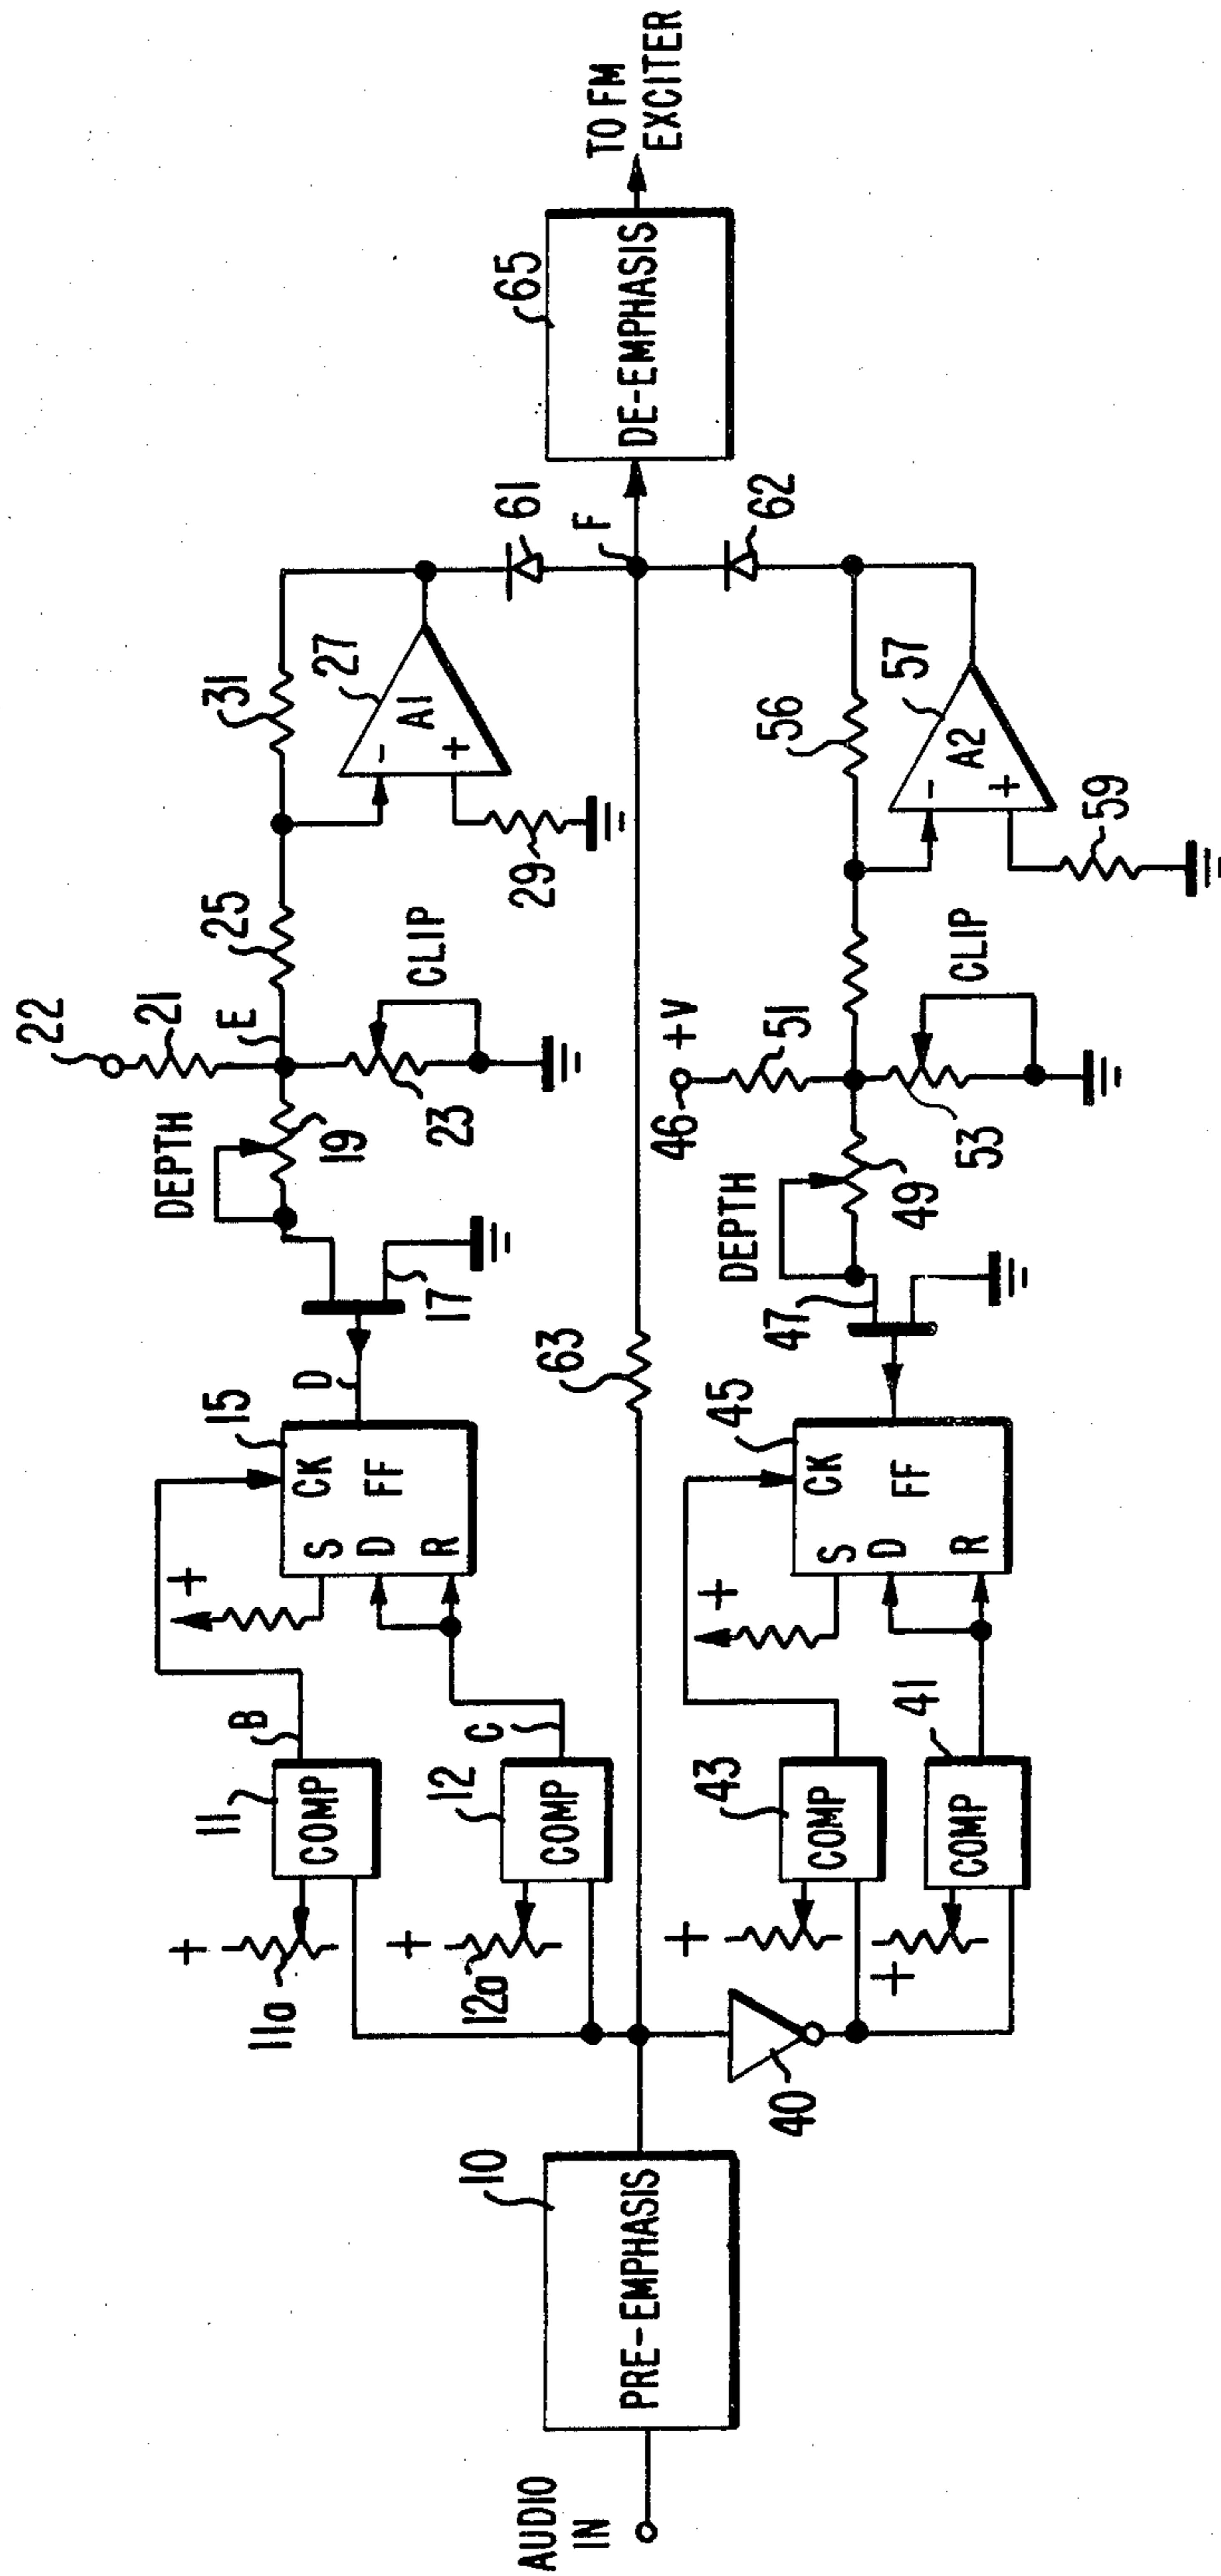 AUDIO
IN
PRE-EMPHASIS
10
11
11a
+
COMP
B
12
12a
+
COMP
C
+
15
S
CK
D
FF
R
D
17
DEPTH
19
22
21
E
23
CLIP
25
31
27
A1
-
+
29
61
F
62
63
65
DE-EMPHASIS
TO FM
EXCITER
40
43
+
COMP
41
+
COMP
+
45
S
CK
D
FF
R
47
DEPTH
49
46
+V
51
53
CLIP
56
57
A2
-
+
59